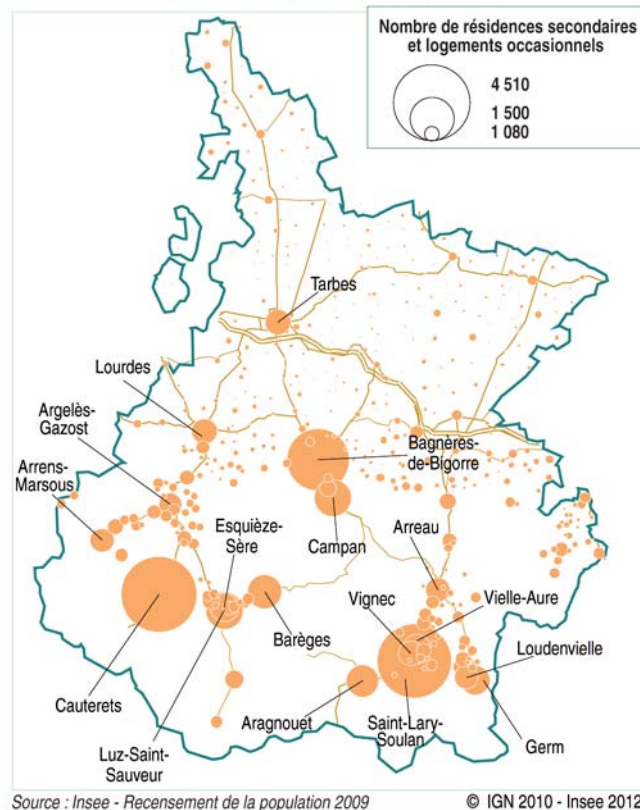 Nombre de résidences secondaires
et logements occasionnels
4 510
1 500
1 080
Tarbes
Lourdes
Argelès-
Gazost
Arrens-
Marsous
Bagnères-
de-Bigorre
Esquièze-
Sère
Campan
Arreau
Vignec
Vielle-Aure
Barèges
Loudenvielle
Cauterets
Aragnouet
Saint-Lary-
Soulan
Germ
Luz-Saint-
Sauveur
Source : Insee - Recensement de la population 2009
© IGN 2010 - Insee 2012